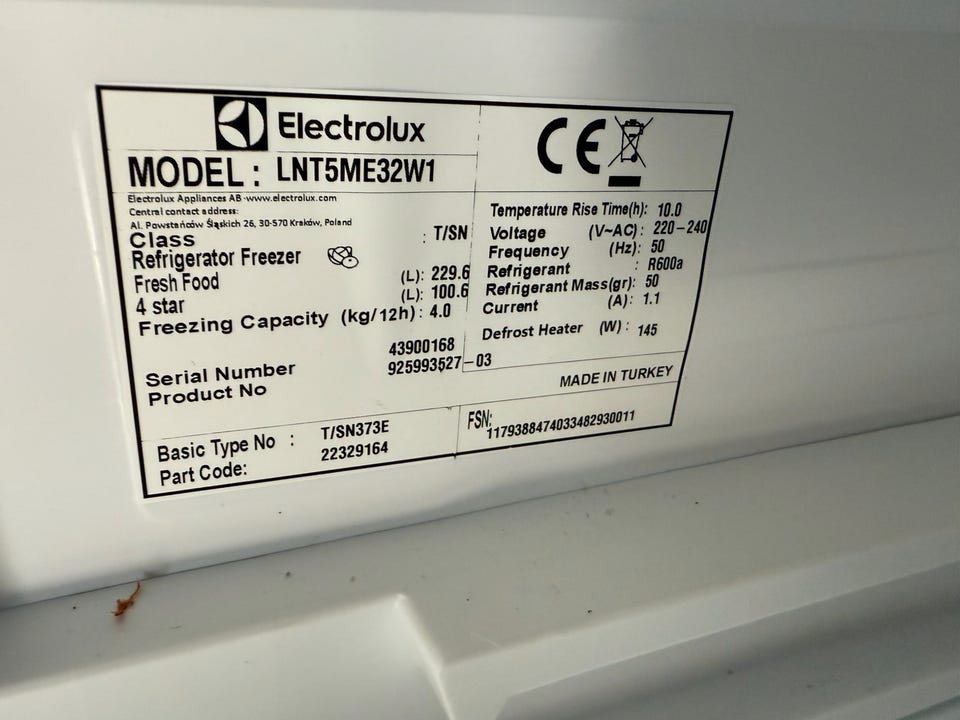 Electrolux
MODEL : LNT5ME32W1
Electrolux Appliances AB -www.electrolux.com
Central contact address:
Al. Powstańców Śląskich 26, 30-570 Kraków, Poland
Class : T/SN
Refrigerator Freezer
Fresh Food (L): 229.6
4 star (L): 100.6
Freezing Capacity (kg/12h) : 4.0
Serial Number 43900168
Product No 925993527-03
CE
Temperature Rise Time(h): 10.0
Voltage (V~AC) : 220-240
Frequency (Hz): 50
Refrigerant : R600a
Refrigerant Mass(gr): 50
Current (A) : 1.1
Defrost Heater (W) : 145
MADE IN TURKEY
Basic Type No : T/SN373E
Part Code: 22329164
FSN:
1179388474033482930011